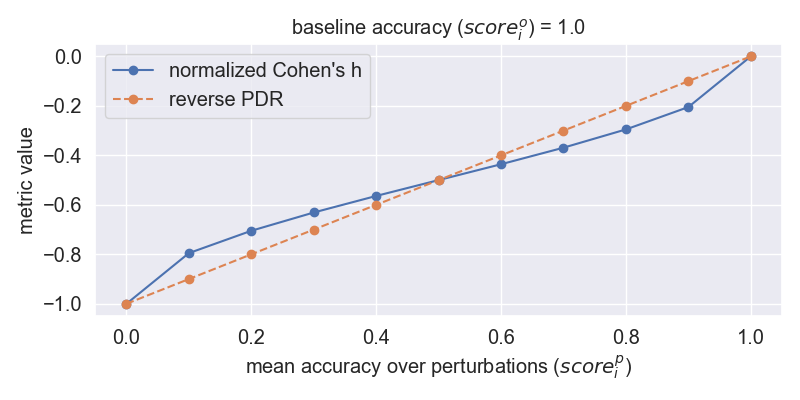 baseline accuracy (score_i^o) = 1.0
normalized Cohen's h
reverse PDR
metric value
0.0
−0.2
−0.4
−0.6
−0.8
−1.0
0.0 0.2 0.4 0.6 0.8 1.0
mean accuracy over perturbations (score_i^p)